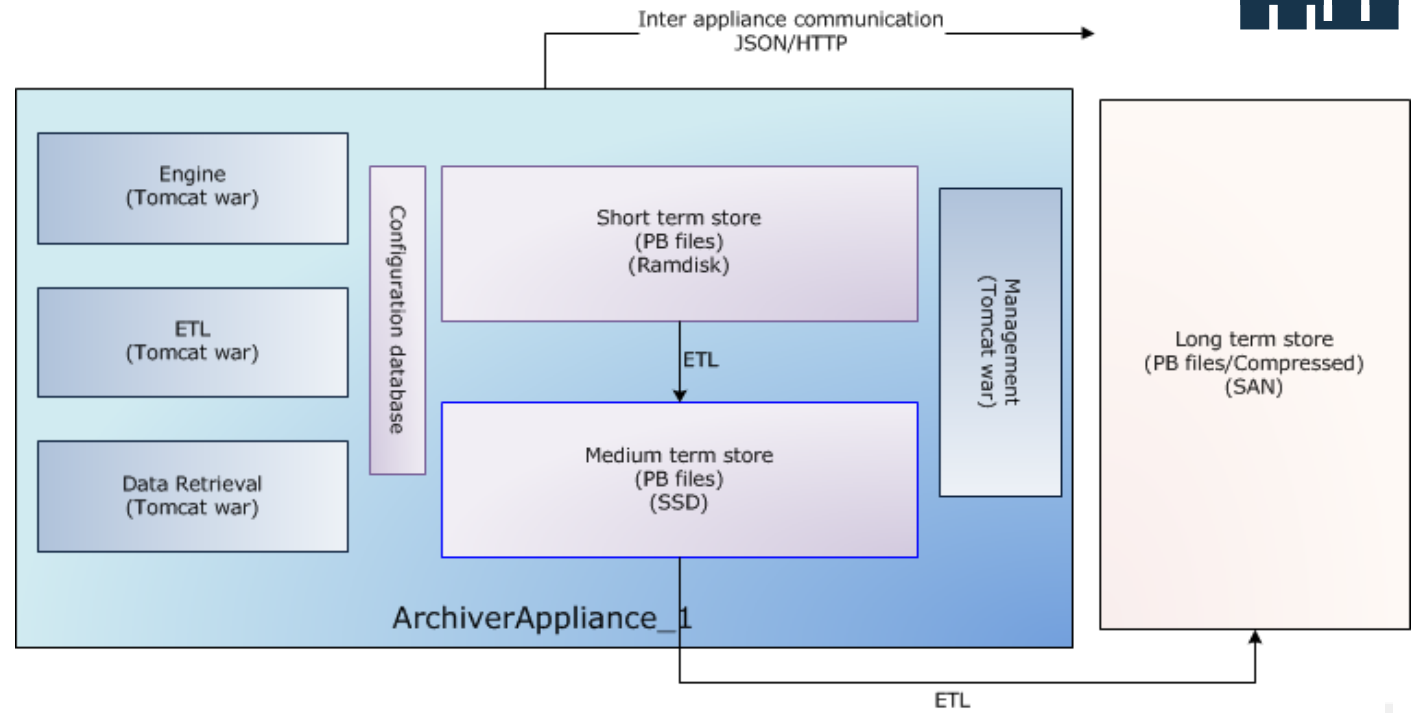 Inter appliance communication
JSON/HTTP
Engine
(Tomcat war)
ETL
(Tomcat war)
Data Retrieval
(Tomcat war)
Configuration database
Short term store
(PB files)
(Ramdisk)
ETL
Medium term store
(PB files)
(SSD)
Management
(Tomcat war)
ArchiverAppliance_1
Long term store
(PB files/Compressed)
(SAN)
ETL